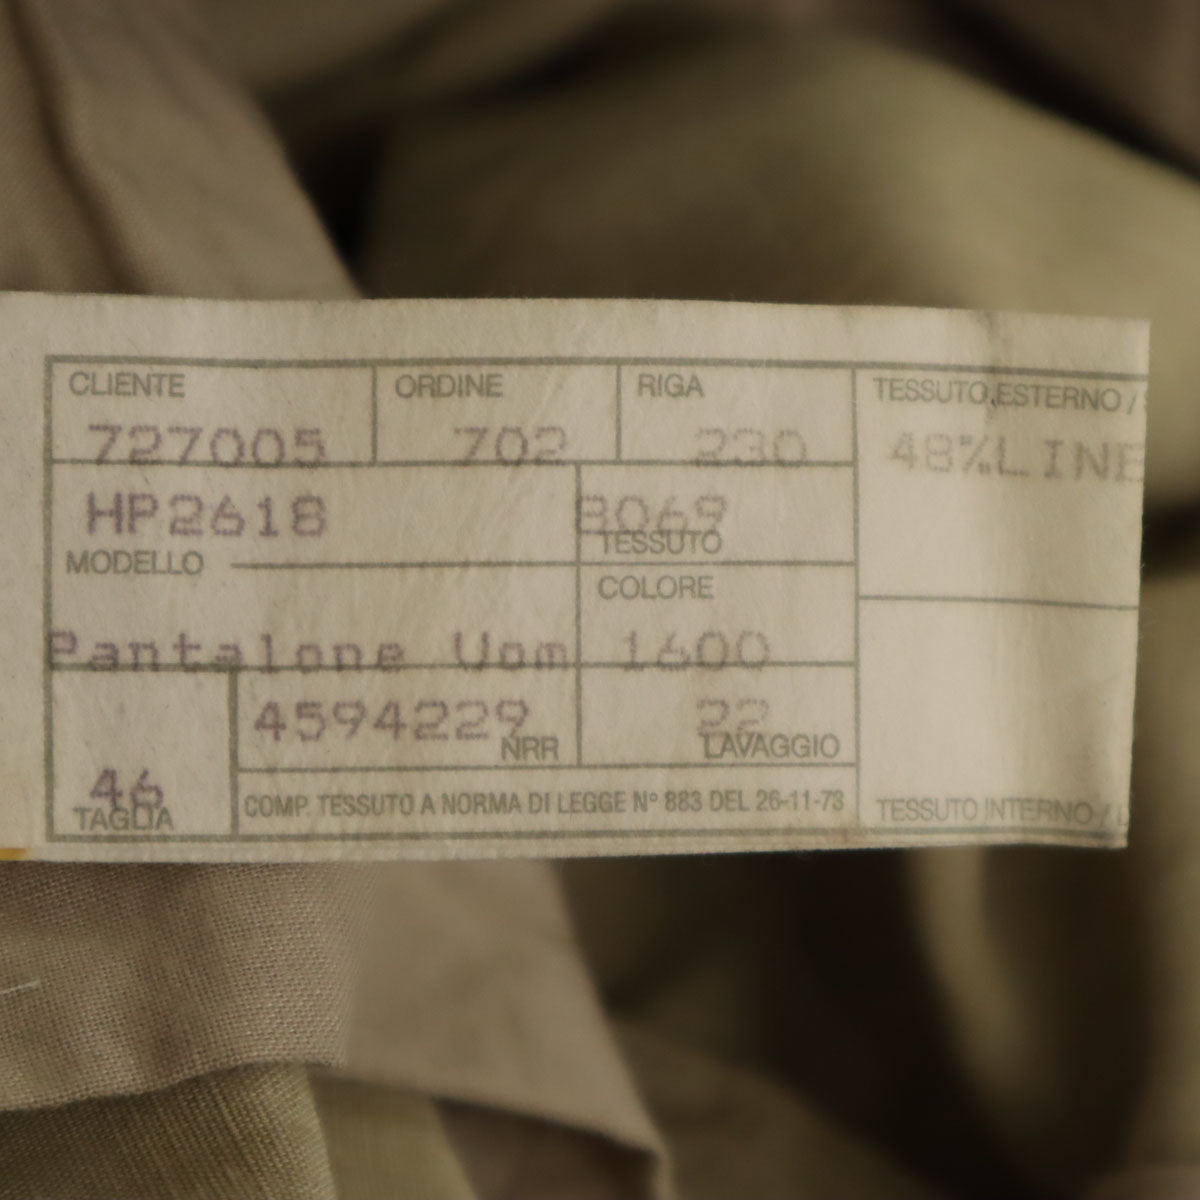 CLIENTE ORDINE RIGA TESSUTO ESTERNO /
727005 702 230 48%LINE
HP2618 3069
MODELLO TESSUTO
COLORE
Pantalone Uom 1600
4594229 22
NRR LAVAGGIO
46
TAGLIA COMP. TESSUTO A NORMA DI LEGGE N° 883 DEL 26-11-73 TESSUTO INTERNO /